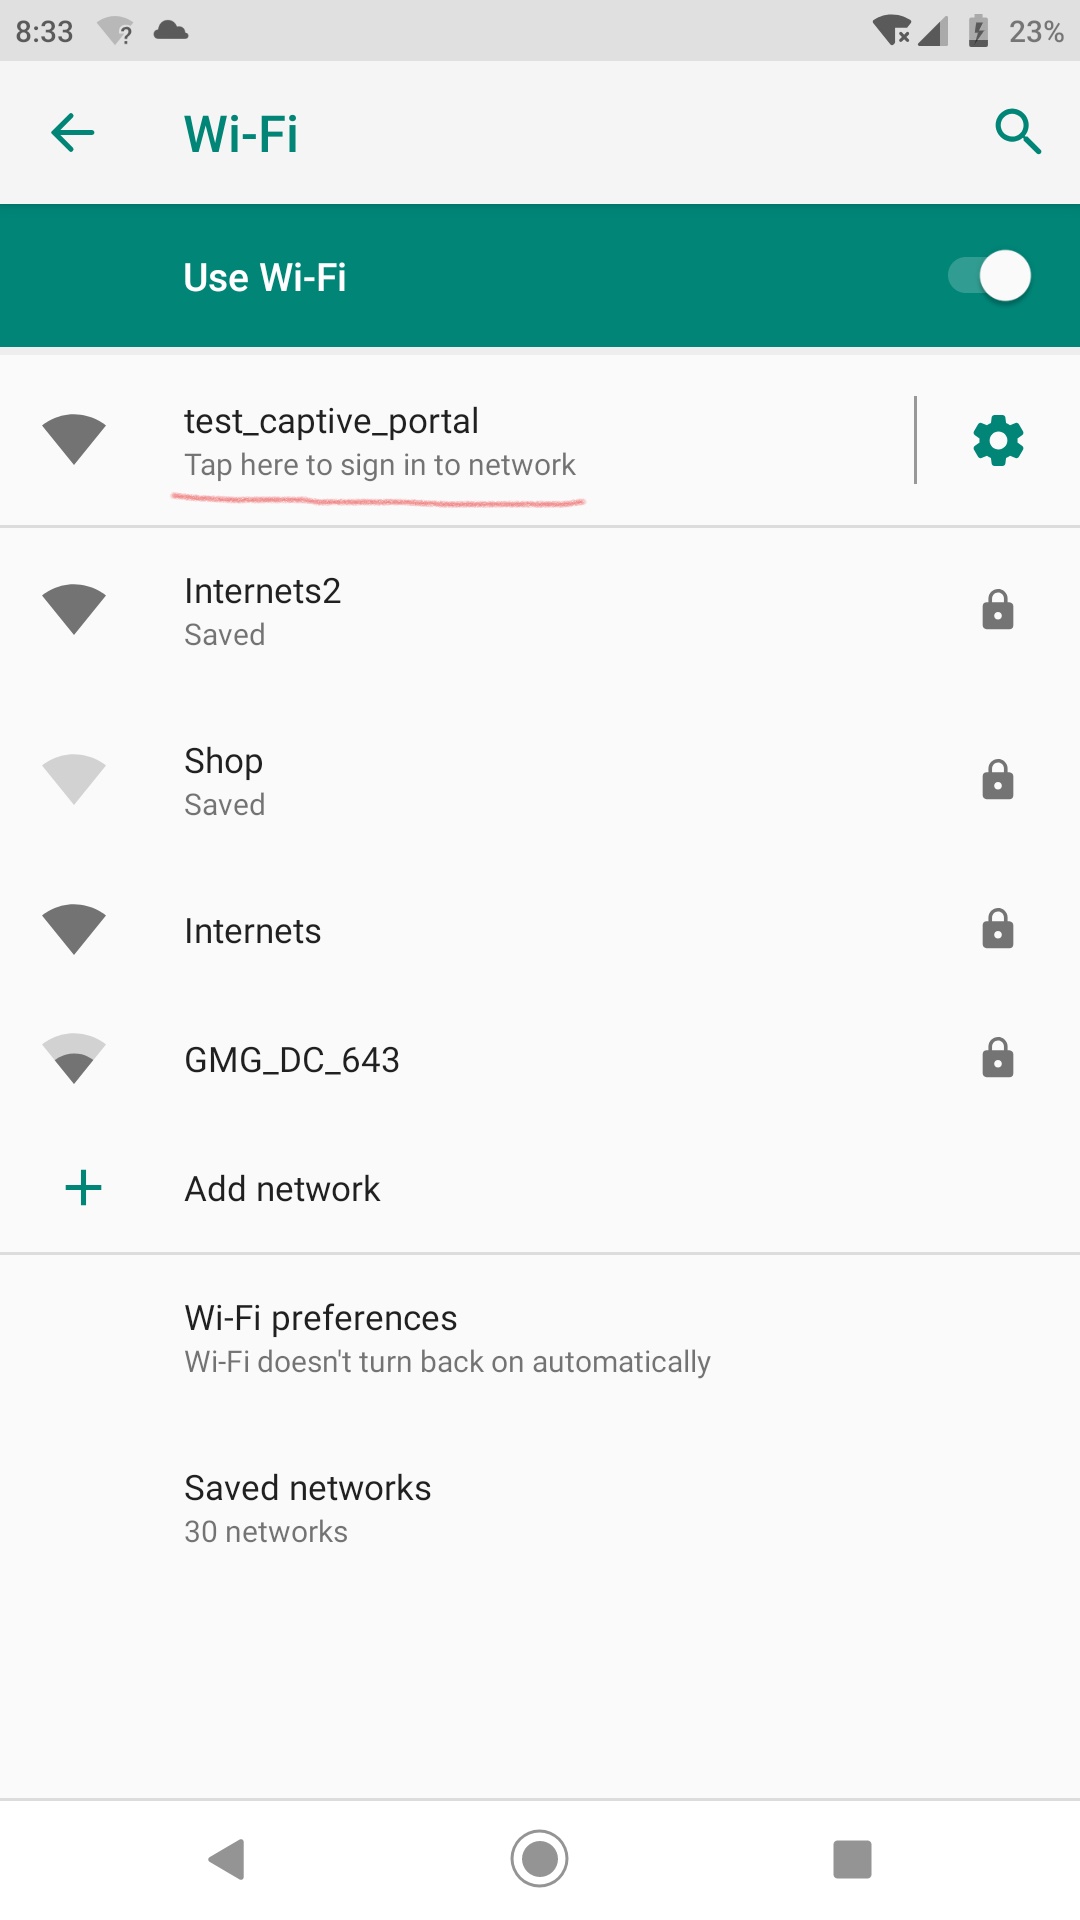 8:33 ? 23%
Wi-Fi
Use Wi-Fi
test_captive_portal
Tap here to sign in to network
Internets2
Saved
Shop
Saved
Internets
GMG_DC_643
Add network
Wi-Fi preferences
Wi-Fi doesn't turn back on automatically
Saved networks
30 networks